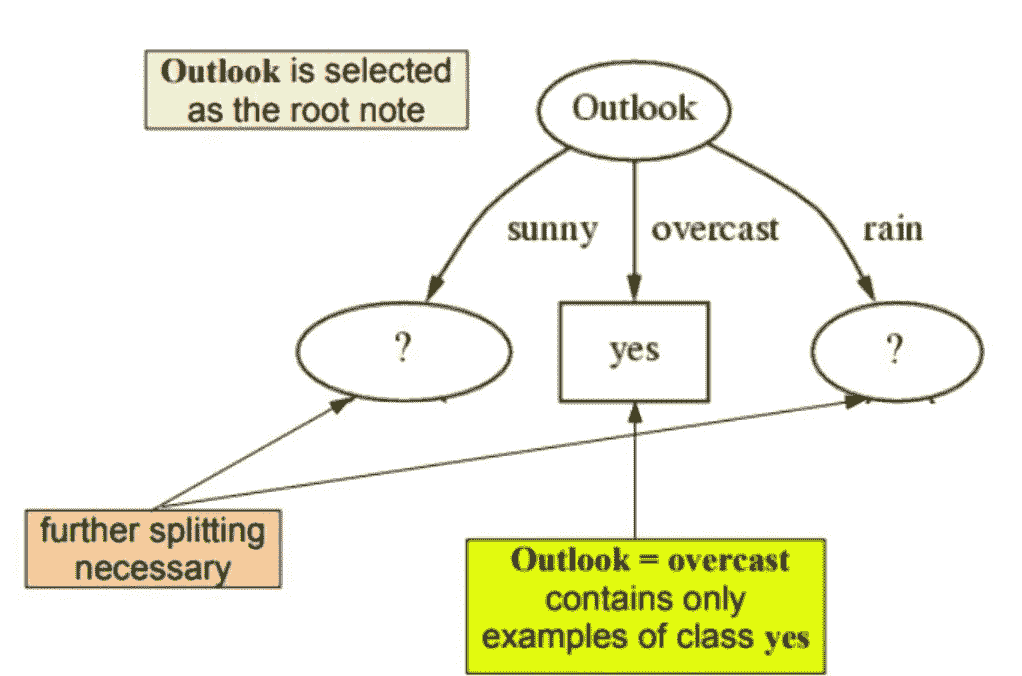 Outlook is selected
as the root note
Outlook
sunny
overcast
rain
?
yes
?
further splitting
necessary
Outlook = overcast
contains only
examples of class yes